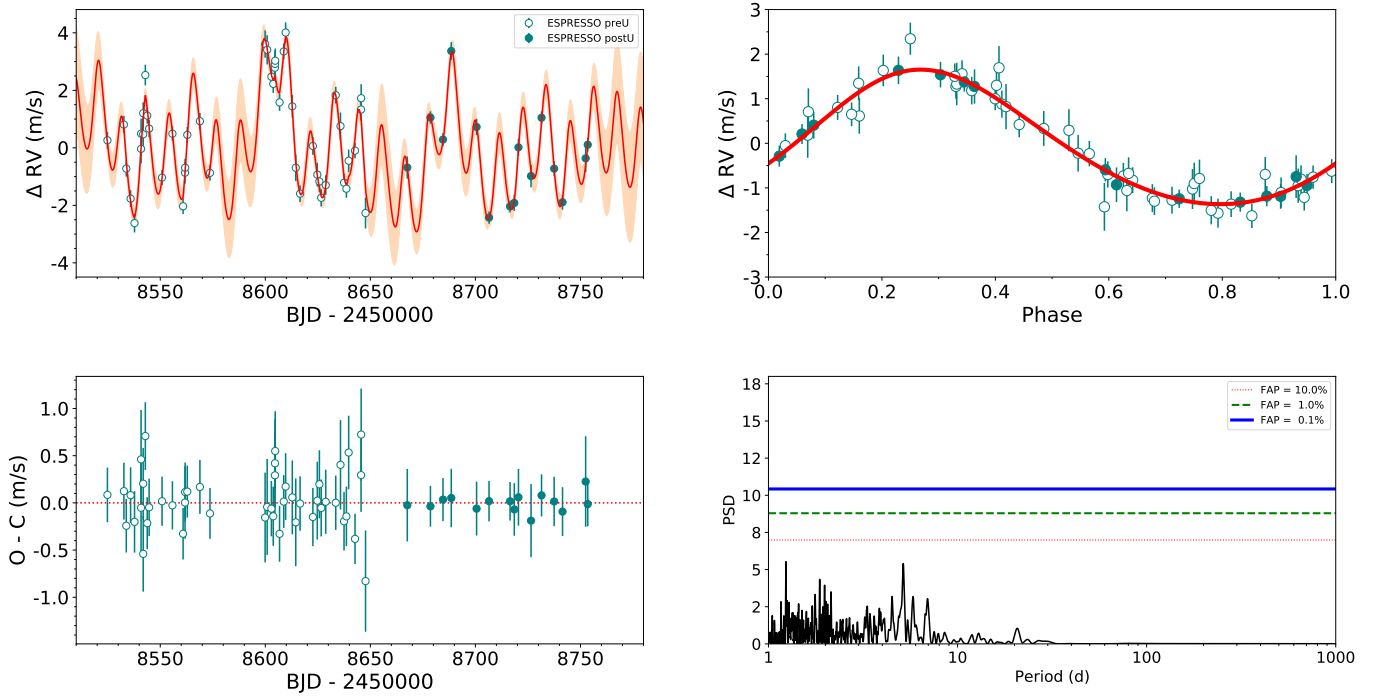 4
2
0
-2
-4
Δ RV (m/s)
ESPRESSO preU
ESPRESSO postU
8550 8600 8650 8700 8750
BJD - 2450000
3
2
1
0
-1
-2
-3
Δ RV (m/s)
0.0 0.2 0.4 0.6 0.8 1.0
Phase
1.0
0.5
0.0
-0.5
-1.0
O - C (m/s)
8550 8600 8650 8700 8750
BJD - 2450000
18
15
12
10
8
5
2
0
PSD
FAP = 10.0%
FAP = 1.0%
FAP = 0.1%
1 10 100 1000
Period (d)